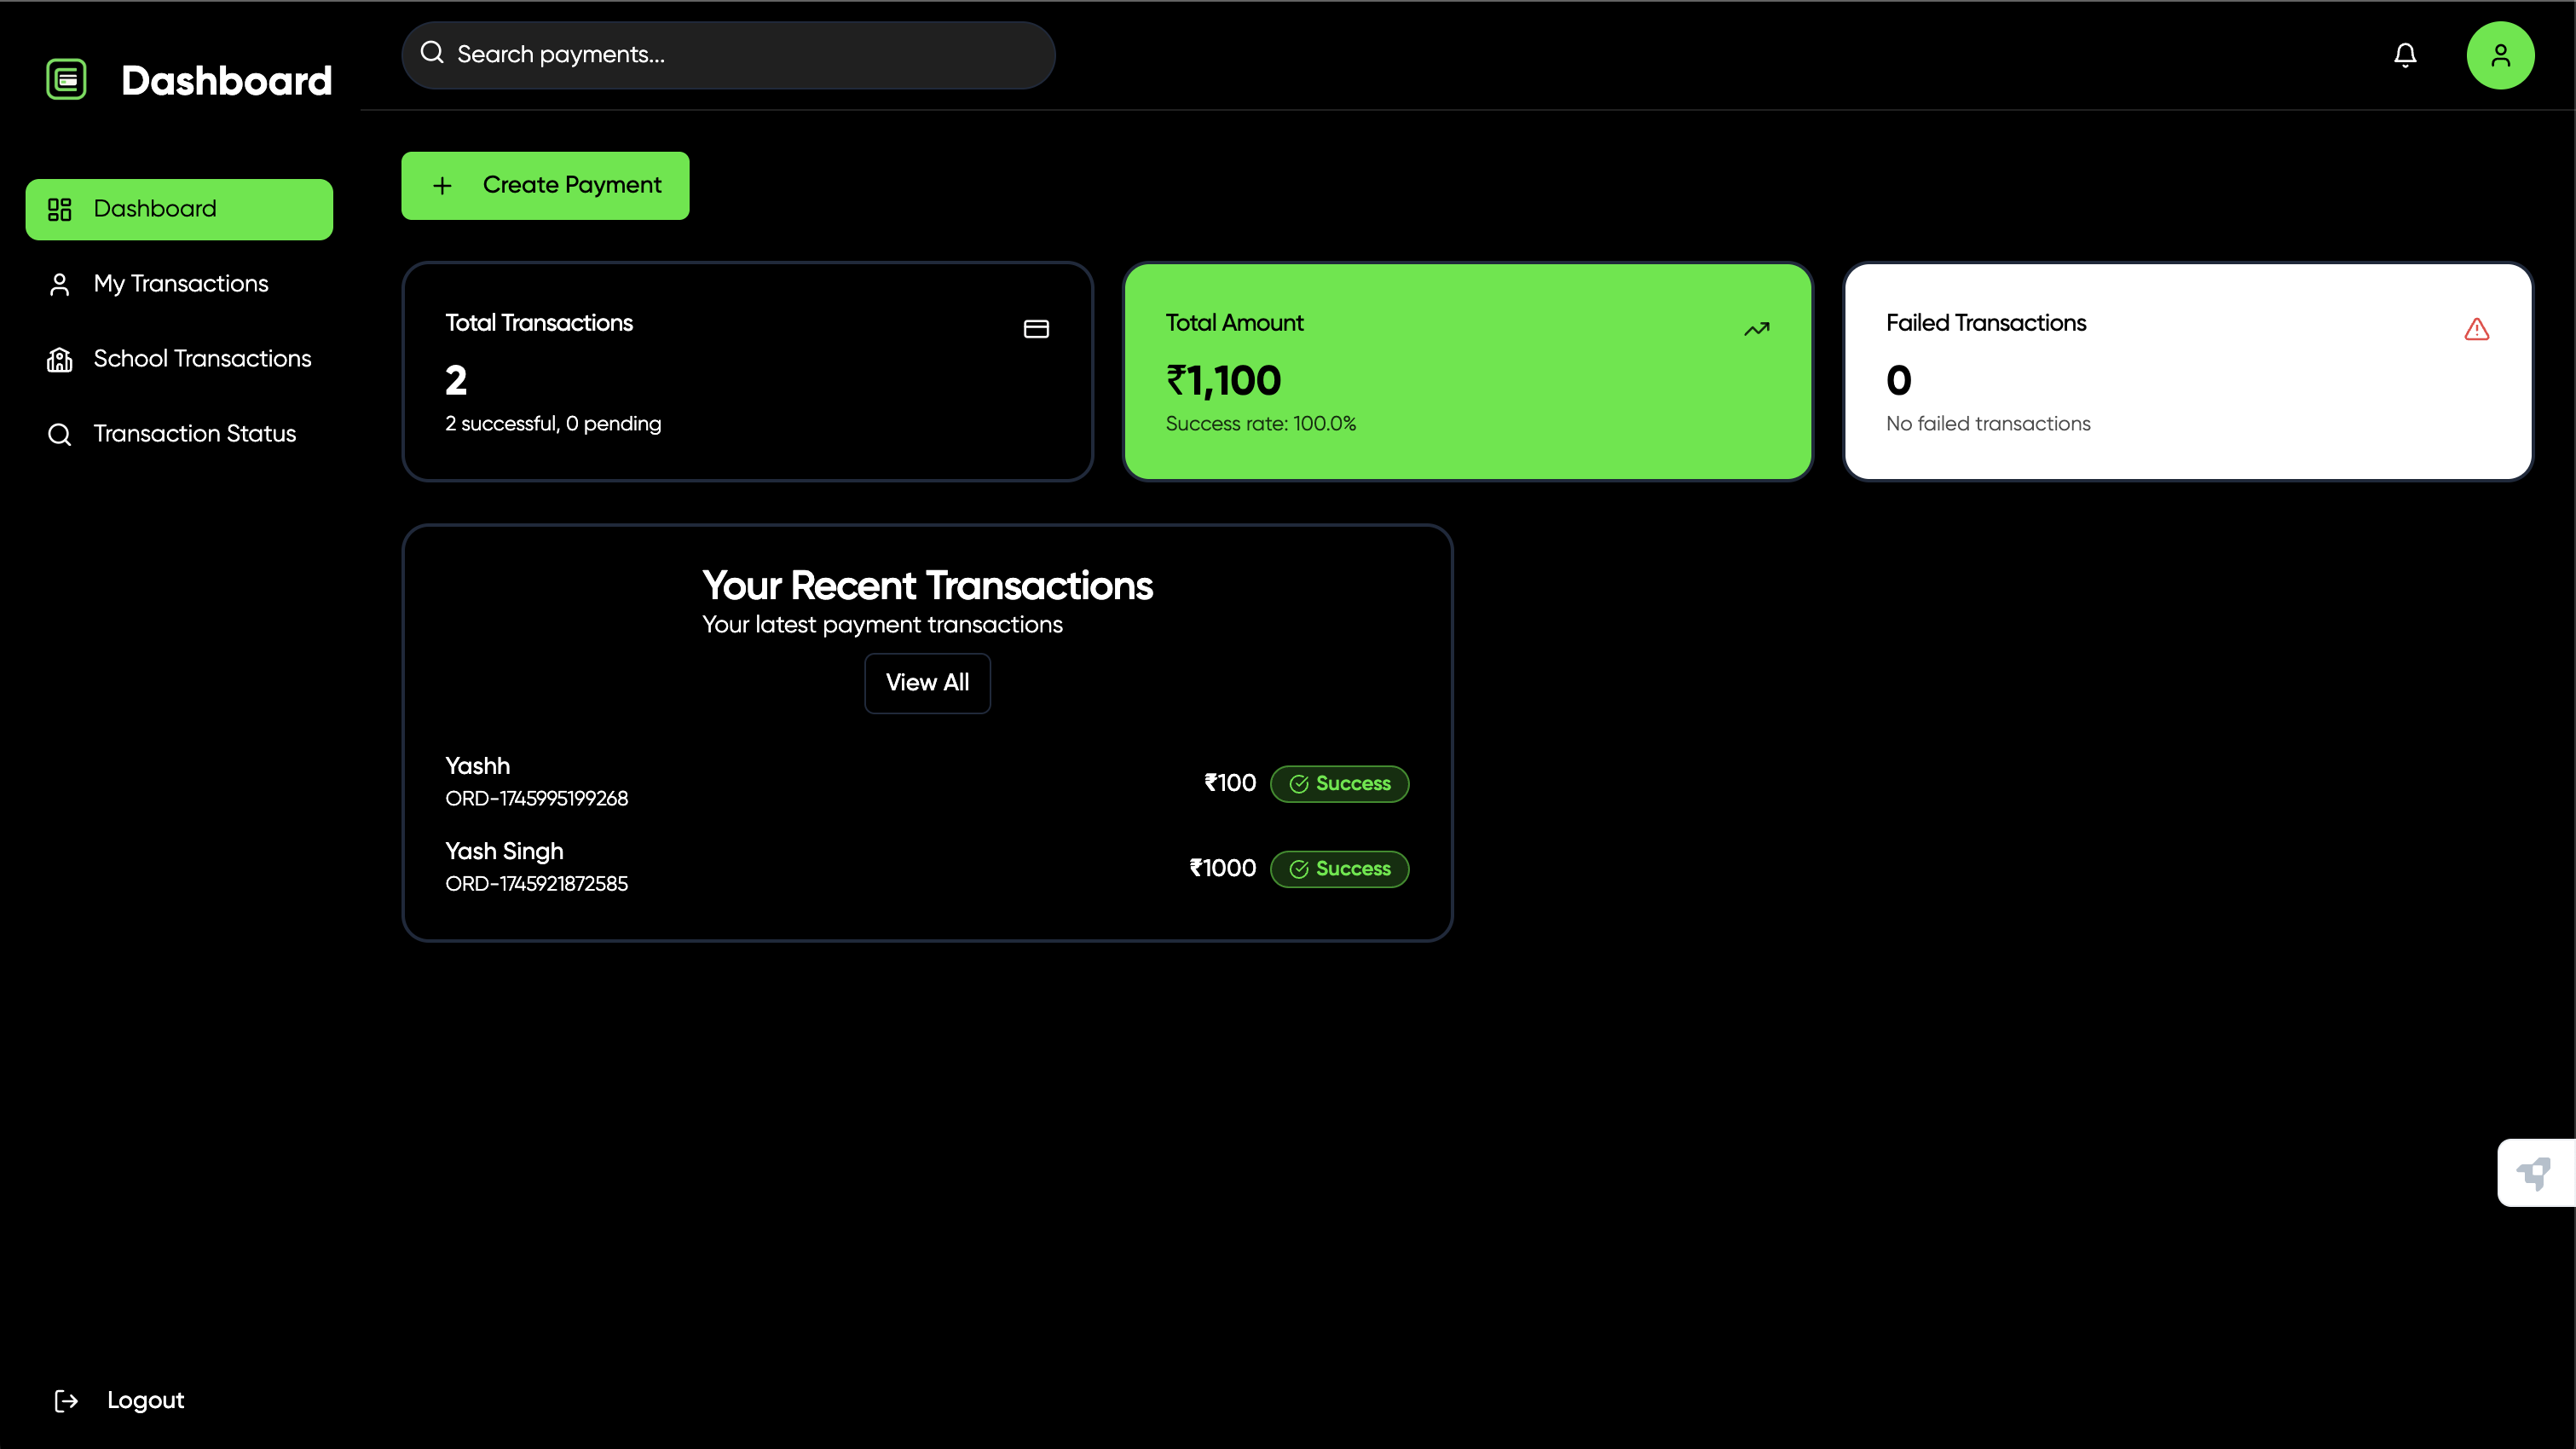 Dashboard
Search payments...
Dashboard
My Transactions
School Transactions
Transaction Status
Logout
Create Payment
Total Transactions
2
2 successful, 0 pending
Total Amount
₹1,100
Success rate: 100.0%
Failed Transactions
0
No failed transactions
Your Recent Transactions
Your latest payment transactions
View All
Yashh
ORD-1745995199268
₹100 Success
Yash Singh
ORD-1745921872585
₹1000 Success